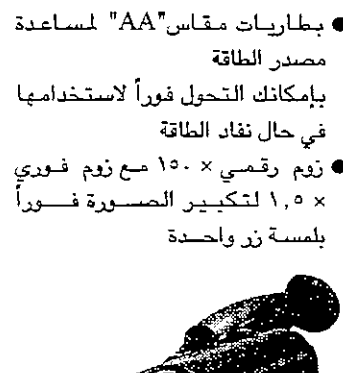 ● بطاريات مقاس "AA" لمساعدة
مصدر الطاقة
بإمكانك التحول فوراً لاستخدامها
في حال نفاد الطاقة
● زوم رقمي × ١٥٠ مع زوم فوري
× ١,٥ لتكبير الصورة فوراً
بلمسة زر واحدة